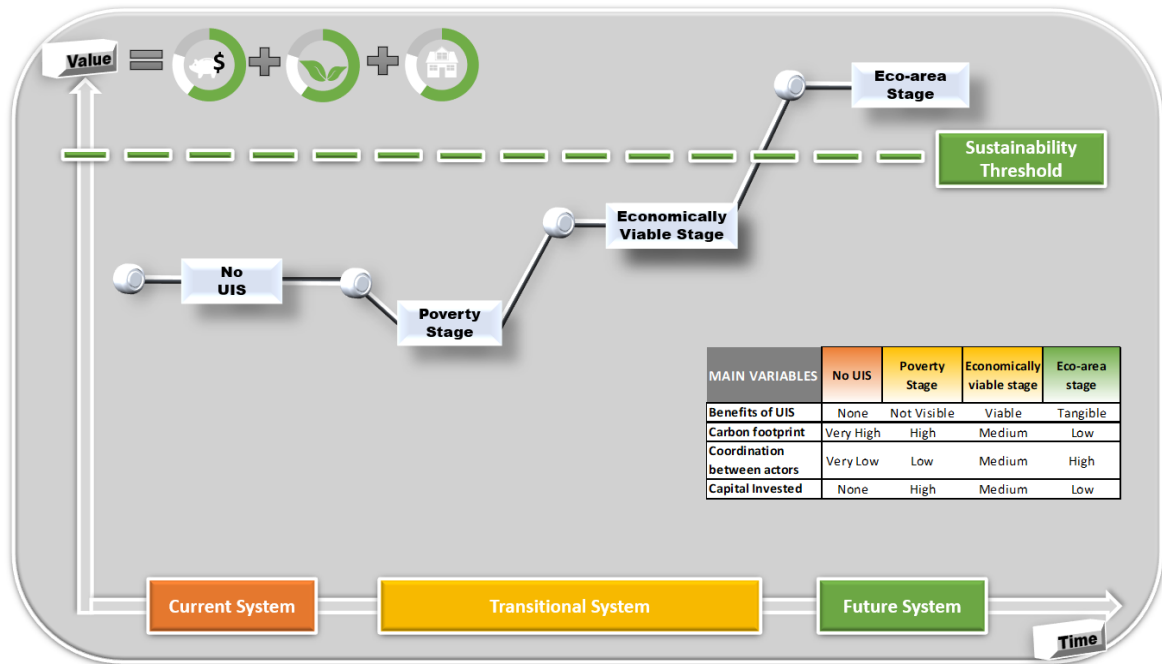 Value
$
Eco-area
Stage
Sustainability
Threshold
Economically
Viable Stage
No
UIS
Poverty
Stage
MAIN VARIABLES No UIS Poverty Stage Economically viable stage Eco-area stage
Benefits of UIS None Not Visible Viable Tangible
Carbon footprint Very High High Medium Low
Coordination between actors Very Low Low Medium High
Capital Invested None High Medium Low
Current System
Transitional System
Future System
Time